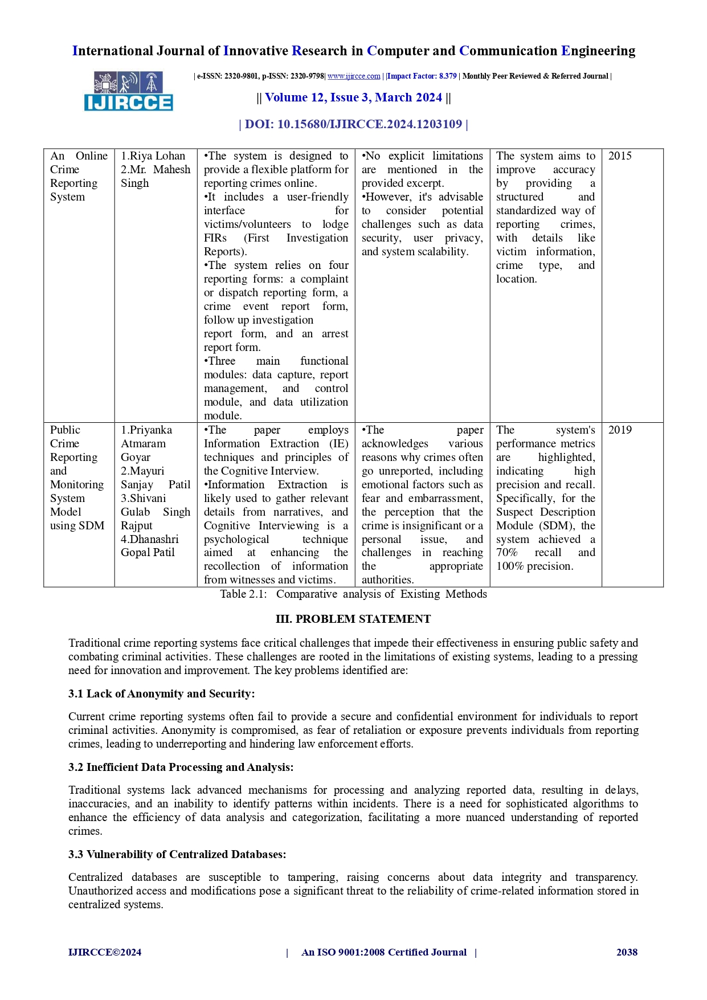 International Journal of Innovative Research in Computer and Communication Engineering
| e-ISSN: 2320-9801, p-ISSN: 2320-9798| www.ijircce.com | |Impact Factor: 8.379 | Monthly Peer Reviewed & Referred Journal |
IJIRCCE
|| Volume 12, Issue 3, March 2024 ||
| DOI: 10.15680/IJIRCCE.2024.1203109 |
An Online
Crime
Reporting
System
1.Riya Lohan
2.Mr. Mahesh
Singh
•The system is designed to
provide a flexible platform for
reporting crimes online.
•It includes a user-friendly
interface for
victims/volunteers to lodge
FIRs (First Investigation
Reports).
•The system relies on four
reporting forms: a complaint
or dispatch reporting form, a
crime event report form,
follow up investigation
report form, and an arrest
report form.
•Three main functional
modules: data capture, report
management, and control
module, and data utilization
module.
•No explicit limitations
are mentioned in the
provided excerpt.
•However, it's advisable
to consider potential
challenges such as data
security, user privacy,
and system scalability.
The system aims to
improve accuracy
by providing a
structured and
standardized way of
reporting crimes,
with details like
victim information,
crime type, and
location.
2015
Public
Crime
Reporting
and
Monitoring
System
Model
using SDM
1.Priyanka
Atmaram
Goyar
2.Mayuri
Sanjay Patil
3.Shivani
Gulab Singh
Rajput
4.Dhanashri
Gopal Patil
•The paper employs
Information Extraction (IE)
techniques and principles of
the Cognitive Interview.
•Information Extraction is
likely used to gather relevant
details from narratives, and
Cognitive Interviewing is a
psychological technique
aimed at enhancing the
recollection of information
from witnesses and victims.
•The paper
acknowledges various
reasons why crimes often
go unreported, including
emotional factors such as
fear and embarrassment,
the perception that the
crime is insignificant or a
personal issue, and
challenges in reaching
the appropriate
authorities.
The system's
performance metrics
are highlighted,
indicating high
precision and recall.
Specifically, for the
Suspect Description
Module (SDM), the
system achieved a
70% recall and
100% precision.
2019
Table 2.1: Comparative analysis of Existing Methods
III. PROBLEM STATEMENT
Traditional crime reporting systems face critical challenges that impede their effectiveness in ensuring public safety and
combating criminal activities. These challenges are rooted in the limitations of existing systems, leading to a pressing
need for innovation and improvement. The key problems identified are:
3.1 Lack of Anonymity and Security:
Current crime reporting systems often fail to provide a secure and confidential environment for individuals to report
criminal activities. Anonymity is compromised, as fear of retaliation or exposure prevents individuals from reporting
crimes, leading to underreporting and hindering law enforcement efforts.
3.2 Inefficient Data Processing and Analysis:
Traditional systems lack advanced mechanisms for processing and analyzing reported data, resulting in delays,
inaccuracies, and an inability to identify patterns within incidents. There is a need for sophisticated algorithms to
enhance the efficiency of data analysis and categorization, facilitating a more nuanced understanding of reported
crimes.
3.3 Vulnerability of Centralized Databases:
Centralized databases are susceptible to tampering, raising concerns about data integrity and transparency.
Unauthorized access and modifications pose a significant threat to the reliability of crime-related information stored in
centralized systems.
IJIRCCE©2024 | An ISO 9001:2008 Certified Journal | 2038